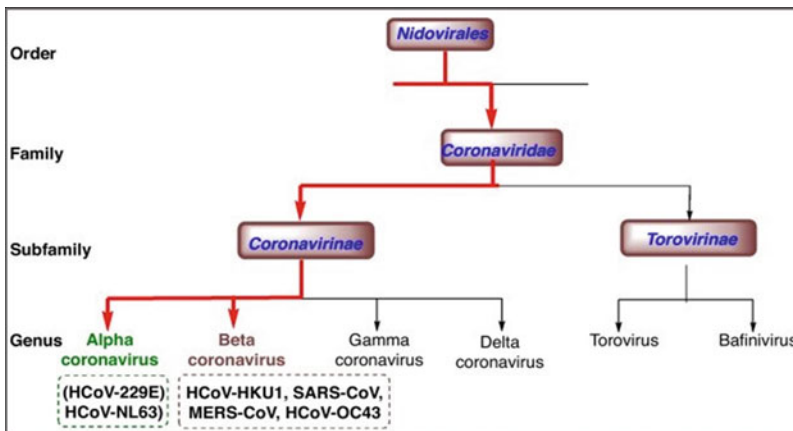 Order
Nidovirales
Family
Coronaviridae
Subfamily
Coronavirinae
Torovirinae
Genus
Alpha
coronavirus
Beta
coronavirus
Gamma
coronavirus
Delta
coronavirus
Torovirus
Bafinivirus
(HCoV-229E)
HCoV-NL63)
HCoV-HKU1, SARS-CoV,
MERS-CoV, HCoV-OC43